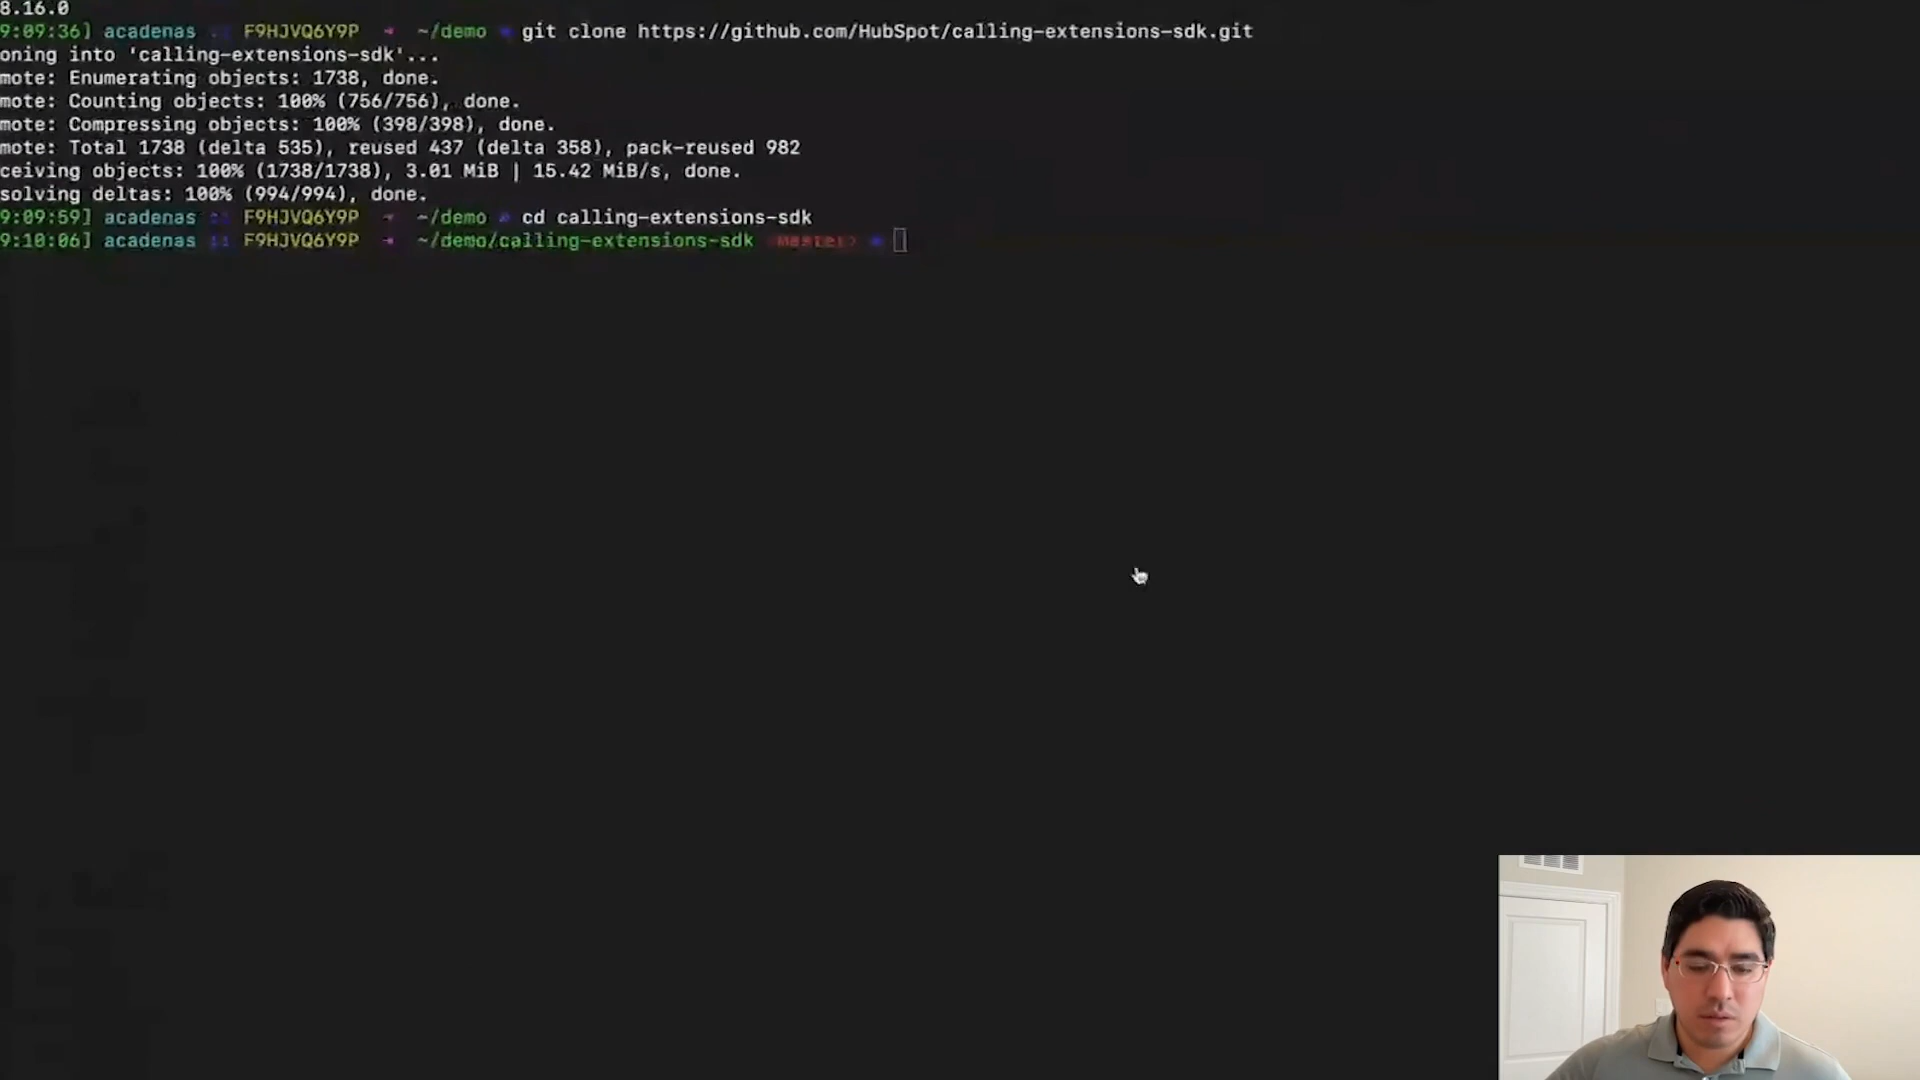 8.16.0
9:09:36] acadenas :: F9HJVQ6Y9P ➜ ~/demo git clone https://github.com/HubSpot/calling-extensions-sdk.git
oning into 'calling-extensions-sdk'...
mote: Enumerating objects: 1738, done.
mote: Counting objects: 100% (756/756), done.
mote: Compressing objects: 100% (398/398), done.
mote: Total 1738 (delta 535), reused 437 (delta 358), pack-reused 982
ceiving objects: 100% (1738/1738), 3.01 MiB | 15.42 MiB/s, done.
solving deltas: 100% (994/994), done.
9:09:59] acadenas :: F9HJVQ6Y9P ➜ ~/demo cd calling-extensions-sdk
9:10:06] acadenas :: F9HJVQ6Y9P ➜ ~/demo/calling-extensions-sdk <master>